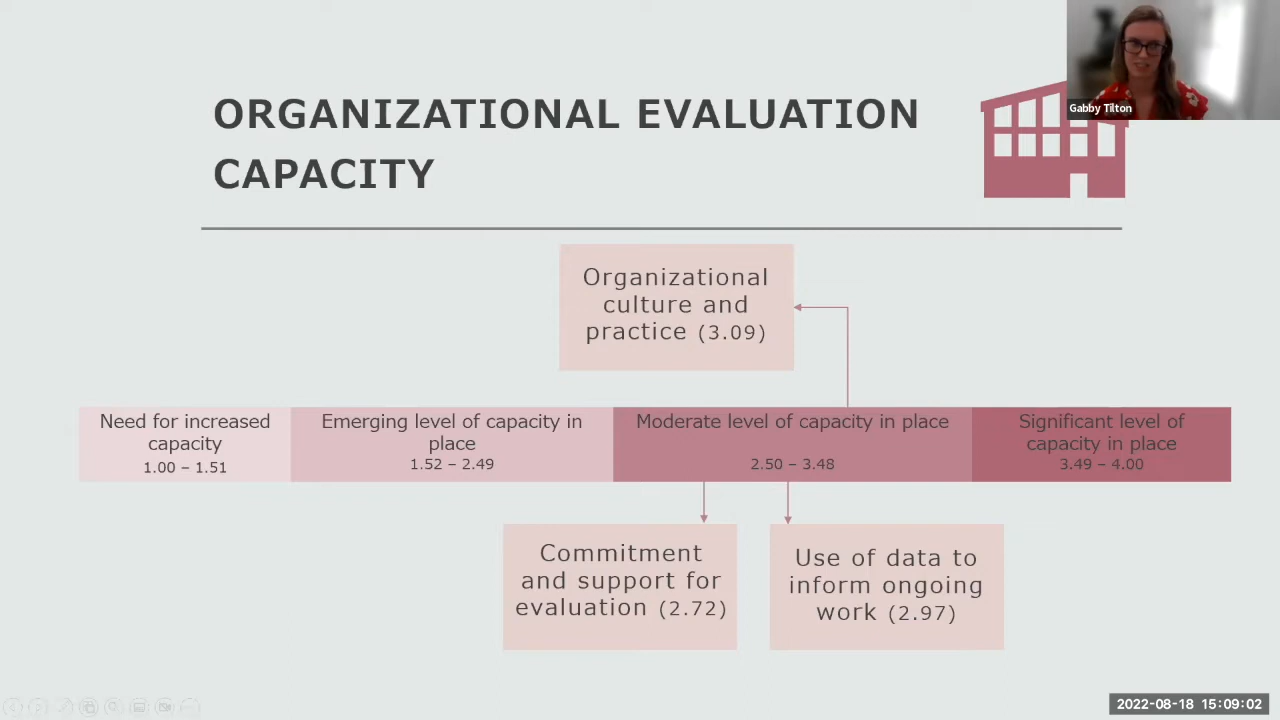 Gabby Tilton
ORGANIZATIONAL EVALUATION
CAPACITY
Organizational
culture and
practice (3.09)
Need for increased
capacity
1.00 – 1.51
Emerging level of capacity in
place
1.52 – 2.49
Moderate level of capacity in place
2.50 – 3.48
Significant level of
capacity in place
3.49 – 4.00
Commitment
and support for
evaluation (2.72)
Use of data to
inform ongoing
work (2.97)
2022-08-18 15:09:02